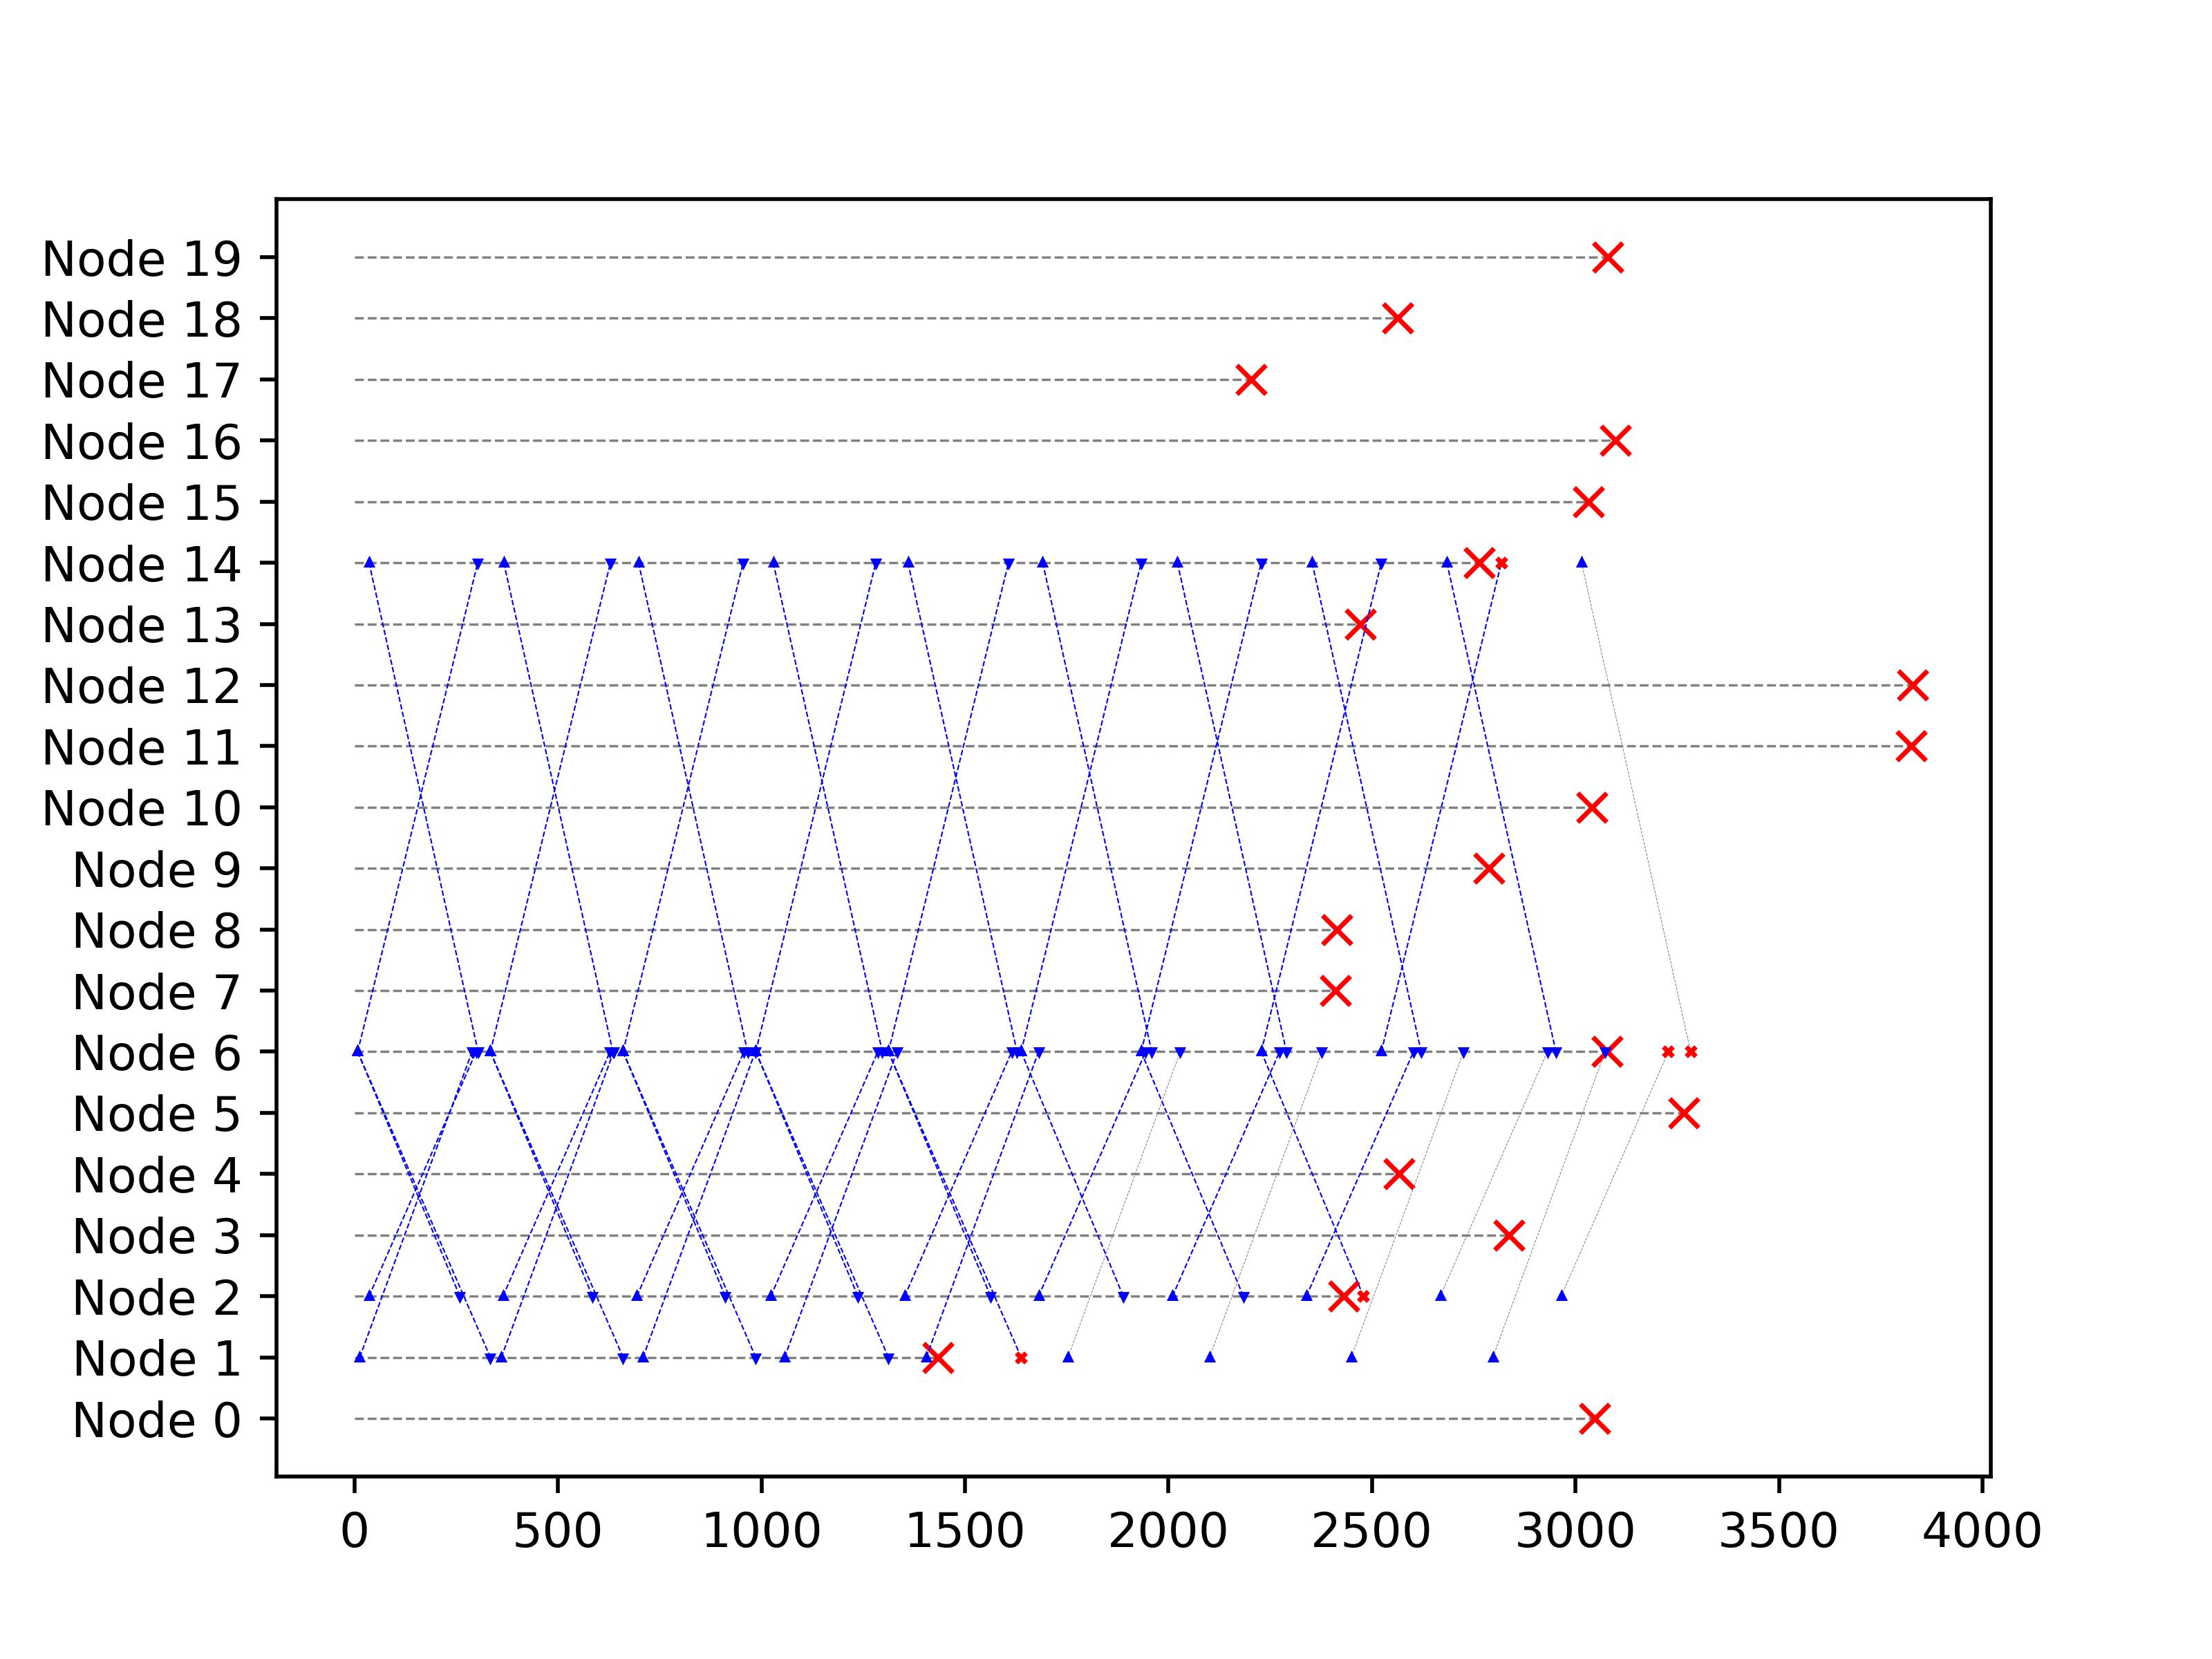 Node 19
Node 18
Node 17
Node 16
Node 15
Node 14
Node 13
Node 12
Node 11
Node 10
Node 9
Node 8
Node 7
Node 6
Node 5
Node 4
Node 3
Node 2
Node 1
Node 0
0 500 1000 1500 2000 2500 3000 3500 4000